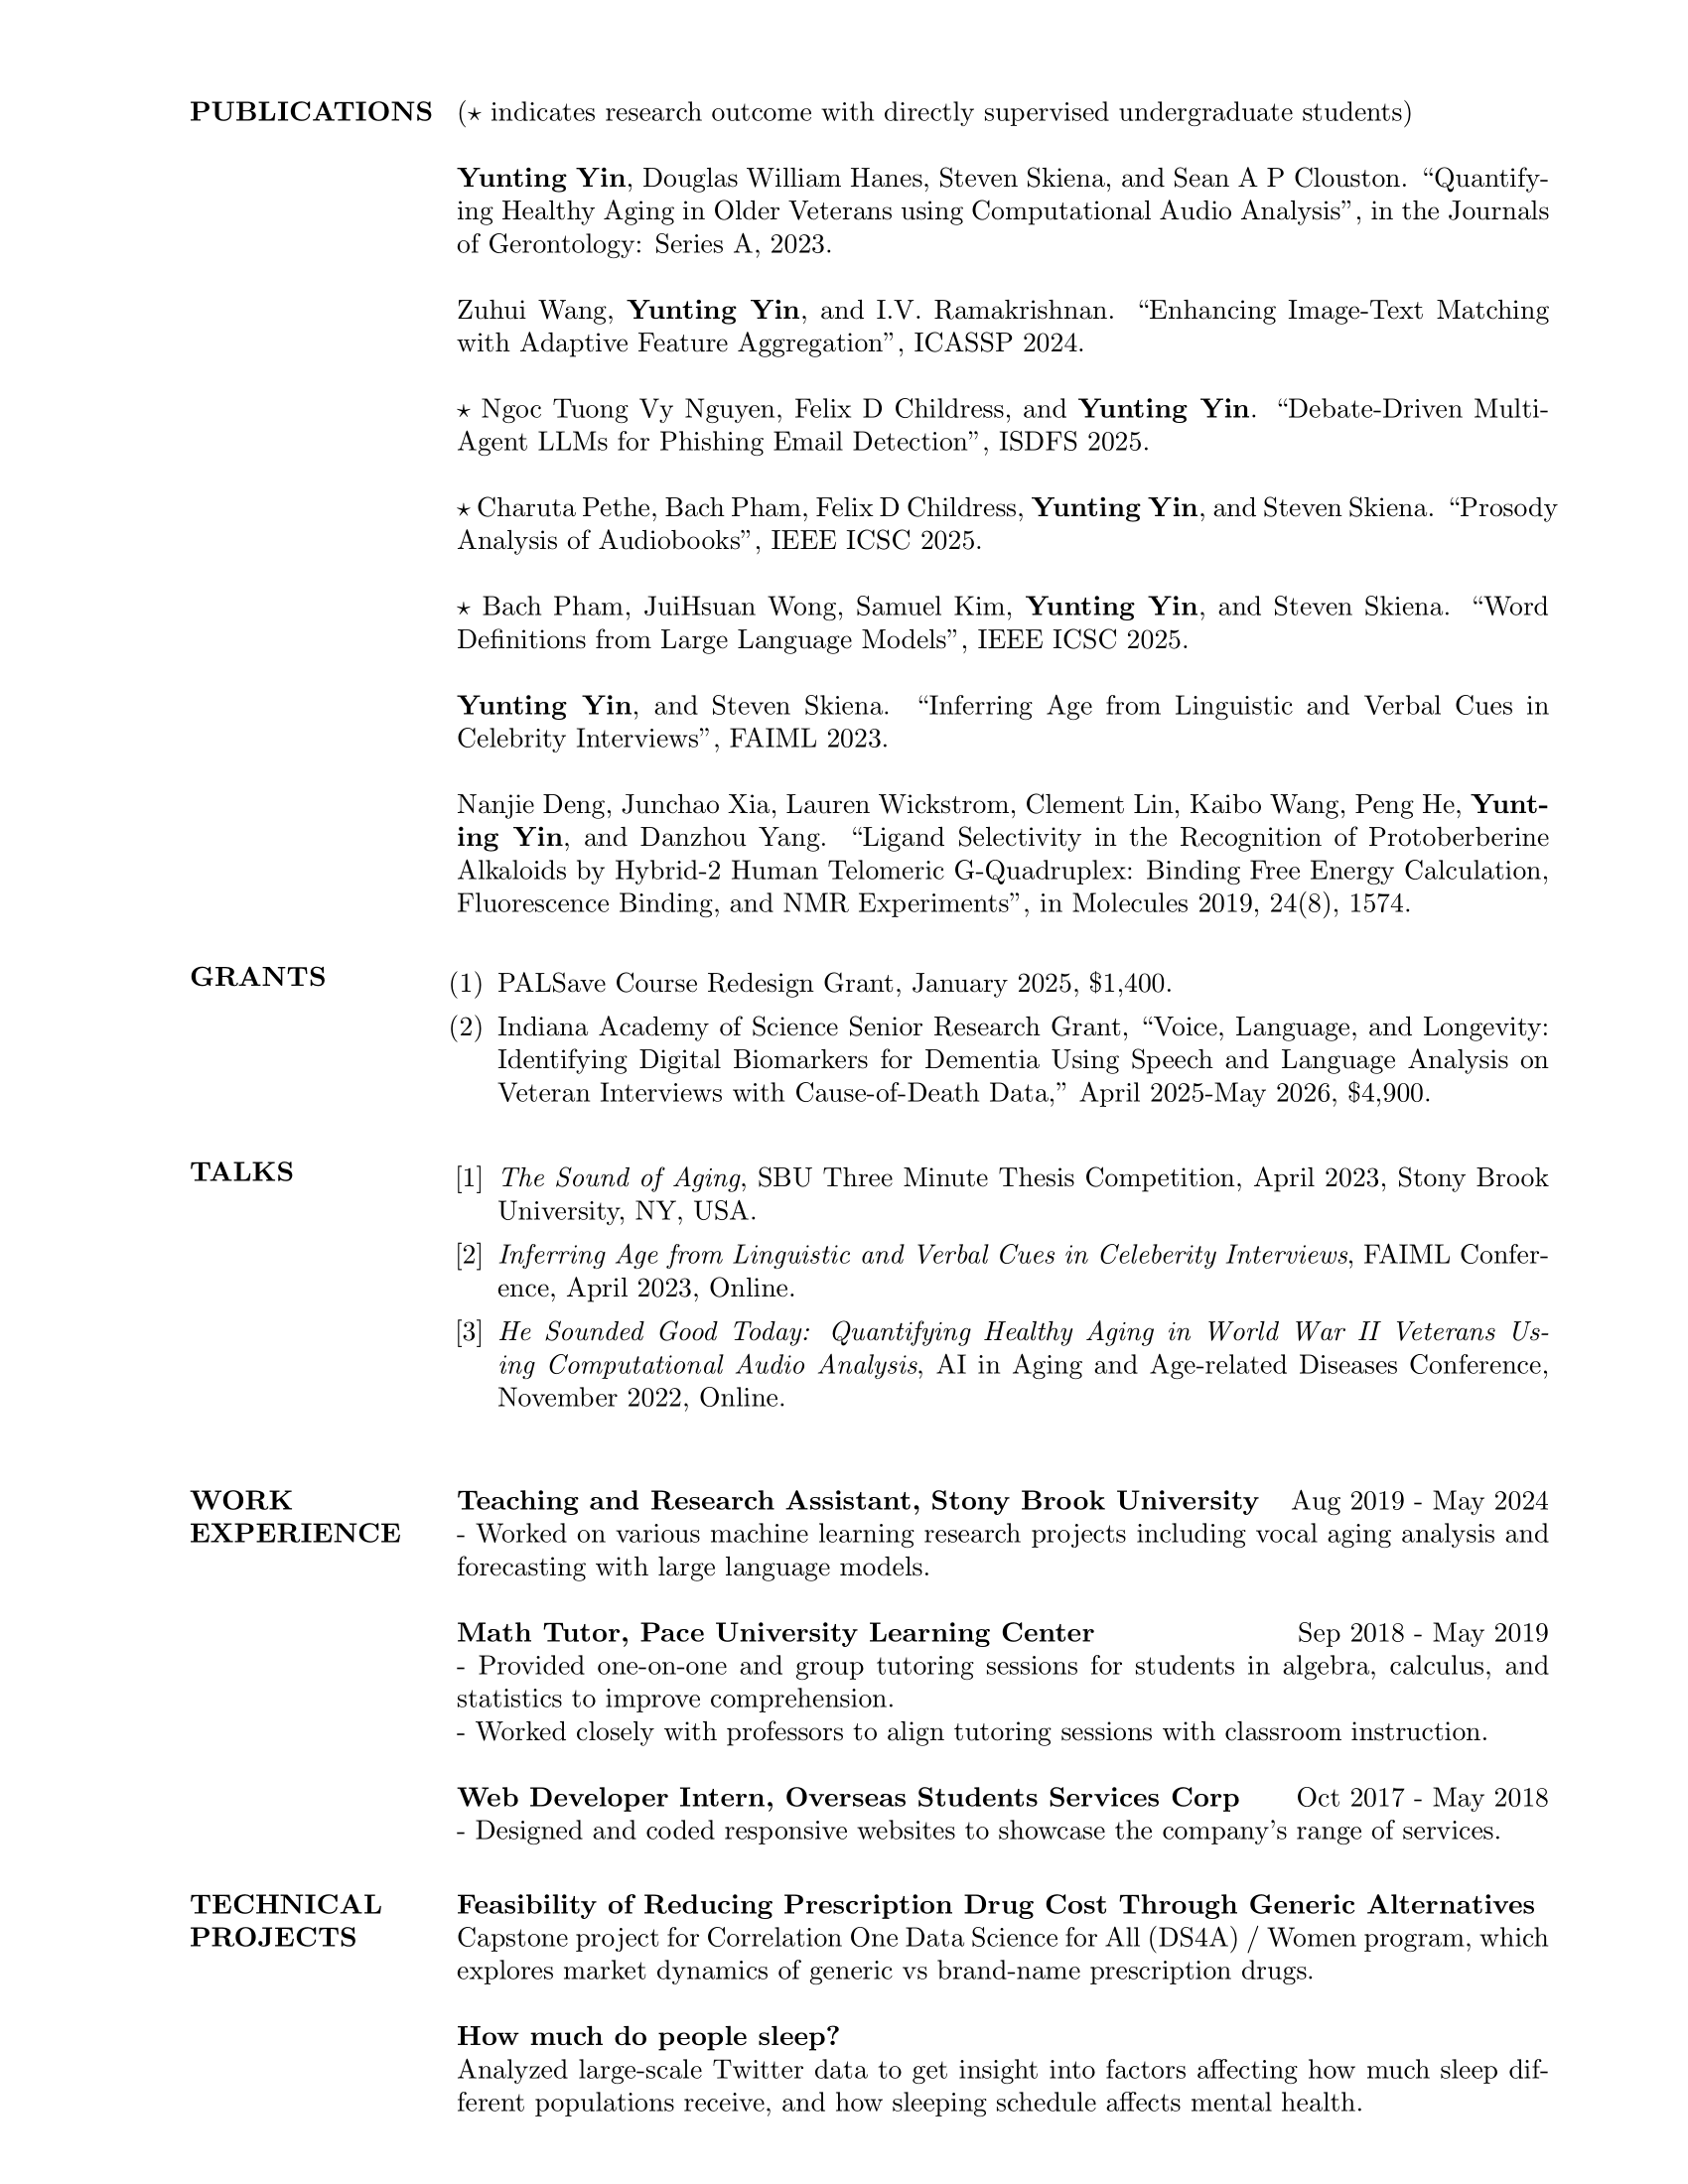 PUBLICATIONS (⋆ indicates research outcome with directly supervised undergraduate students)
Yunting Yin, Douglas William Hanes, Steven Skiena, and Sean A P Clouston. “Quantify-
ing Healthy Aging in Older Veterans using Computational Audio Analysis”, in the Journals
of Gerontology: Series A, 2023.
Zuhui Wang, Yunting Yin, and I.V. Ramakrishnan. “Enhancing Image-Text Matching
with Adaptive Feature Aggregation”, ICASSP 2024.
⋆ Ngoc Tuong Vy Nguyen, Felix D Childress, and Yunting Yin. “Debate-Driven Multi-
Agent LLMs for Phishing Email Detection”, ISDFS 2025.
⋆ Charuta Pethe, Bach Pham, Felix D Childress, Yunting Yin, and Steven Skiena. “Prosody
Analysis of Audiobooks”, IEEE ICSC 2025.
⋆ Bach Pham, JuiHsuan Wong, Samuel Kim, Yunting Yin, and Steven Skiena. “Word
Definitions from Large Language Models”, IEEE ICSC 2025.
Yunting Yin, and Steven Skiena. “Inferring Age from Linguistic and Verbal Cues in
Celebrity Interviews”, FAIML 2023.
Nanjie Deng, Junchao Xia, Lauren Wickstrom, Clement Lin, Kaibo Wang, Peng He, Yunt-
ing Yin, and Danzhou Yang. “Ligand Selectivity in the Recognition of Protoberberine
Alkaloids by Hybrid-2 Human Telomeric G-Quadruplex: Binding Free Energy Calculation,
Fluorescence Binding, and NMR Experiments”, in Molecules 2019, 24(8), 1574.
GRANTS (1) PALSave Course Redesign Grant, January 2025, $1,400.
(2) Indiana Academy of Science Senior Research Grant, “Voice, Language, and Longevity:
Identifying Digital Biomarkers for Dementia Using Speech and Language Analysis on
Veteran Interviews with Cause-of-Death Data,” April 2025-May 2026, $4,900.
TALKS [1] The Sound of Aging, SBU Three Minute Thesis Competition, April 2023, Stony Brook
University, NY, USA.
[2] Inferring Age from Linguistic and Verbal Cues in Celeberity Interviews, FAIML Confer-
ence, April 2023, Online.
[3] He Sounded Good Today: Quantifying Healthy Aging in World War II Veterans Us-
ing Computational Audio Analysis, AI in Aging and Age-related Diseases Conference,
November 2022, Online.
WORK Teaching and Research Assistant, Stony Brook University Aug 2019 - May 2024
EXPERIENCE - Worked on various machine learning research projects including vocal aging analysis and
forecasting with large language models.
Math Tutor, Pace University Learning Center Sep 2018 - May 2019
- Provided one-on-one and group tutoring sessions for students in algebra, calculus, and
statistics to improve comprehension.
- Worked closely with professors to align tutoring sessions with classroom instruction.
Web Developer Intern, Overseas Students Services Corp Oct 2017 - May 2018
- Designed and coded responsive websites to showcase the company’s range of services.
TECHNICAL Feasibility of Reducing Prescription Drug Cost Through Generic Alternatives
PROJECTS Capstone project for Correlation One Data Science for All (DS4A) / Women program, which
explores market dynamics of generic vs brand-name prescription drugs.
How much do people sleep?
Analyzed large-scale Twitter data to get insight into factors affecting how much sleep dif-
ferent populations receive, and how sleeping schedule affects mental health.